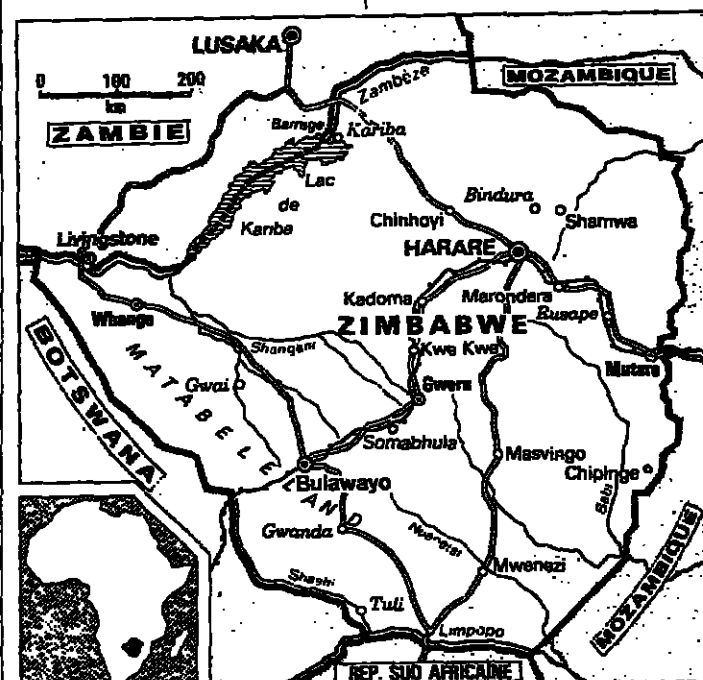 LUSAKA
0 100 200
km
ZAMBIE
MOZAMBIQUE
Zambèze
Barrage
Kariba
Lac
de
Kariba
Bindura
Shamwa
Chinhoyi
HARARE
Livingstone
Kadoma
Marondera
Rusape
Whange
ZIMBABWE
Shangani
Kwe Kwe
Mutare
BOTSWANA
MATABELELAND
Gwai
Gweru
Somabhula
Masvingo
Chipinge
Bulawayo
Sabi
Gwanda
Nuanetsi
MOZAMBIQUE
Mwenezi
Shashi
Tuli
Limpopo
REP. SUD AFRICAINE